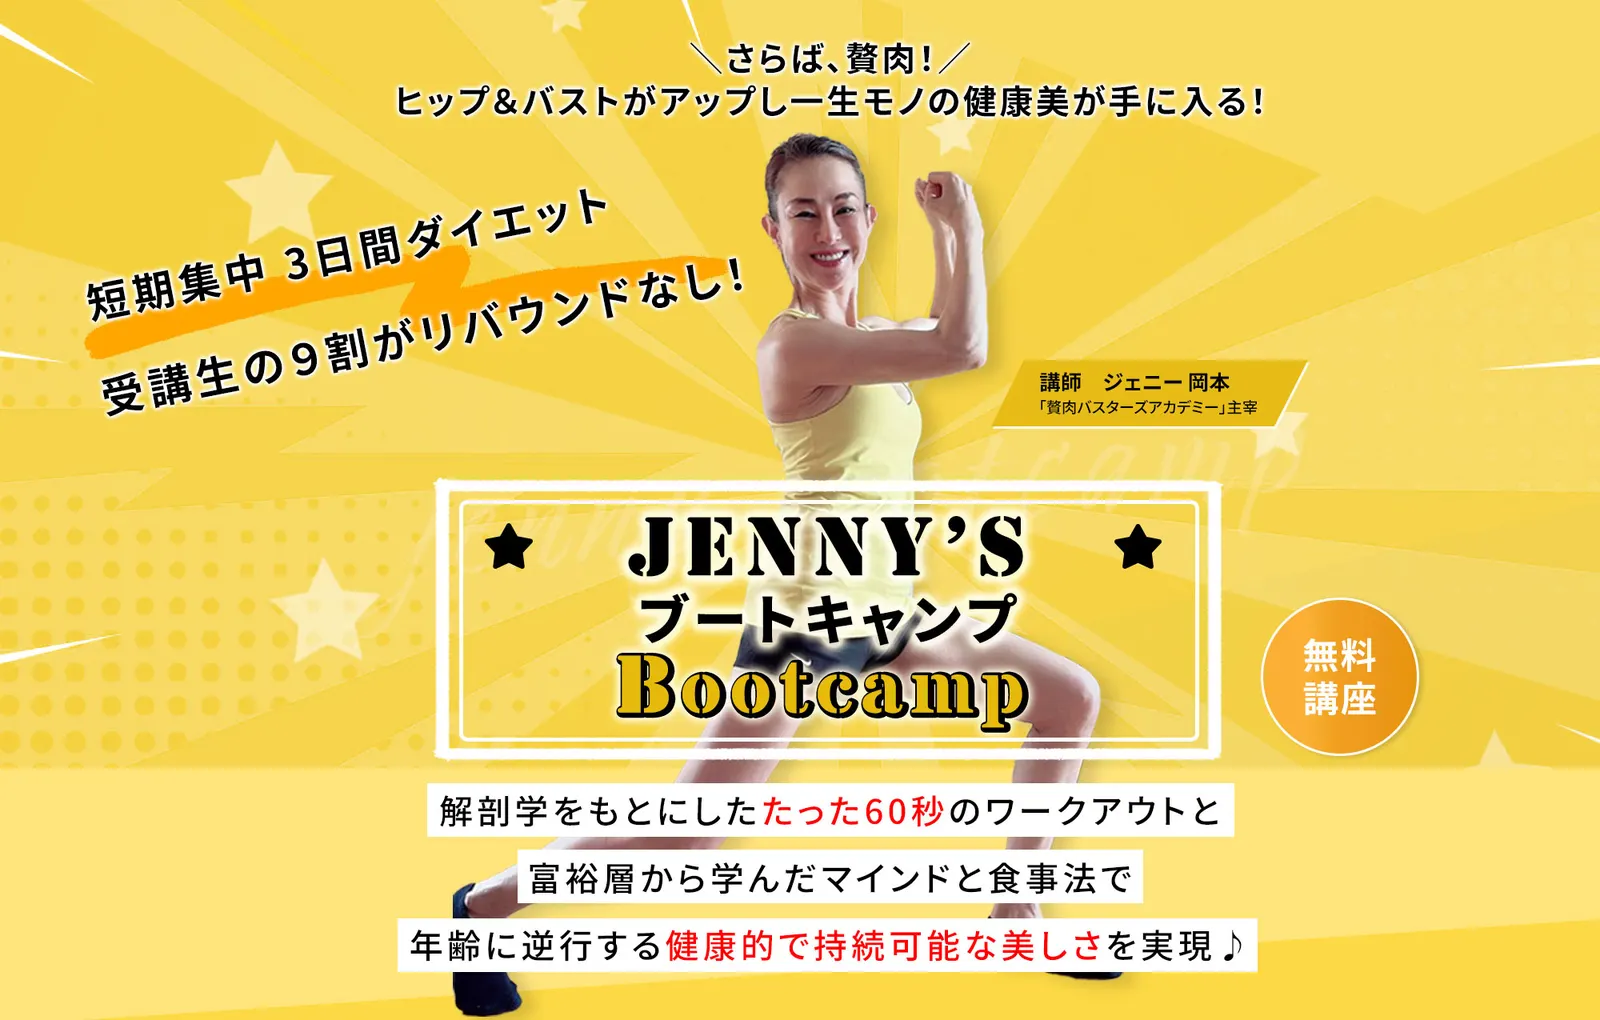 ＼さらば、贅肉！／
ヒップ＆バストがアップし一生モノの健康美が手に入る！
短期集中 3日間ダイエット
受講生の９割がリバウンドなし！
講師　ジェニー 岡本
「贅肉バスターズアカデミー」主宰
JENNY’S
ブートキャンプ
Bootcamp
無料
講座
解剖学をもとにしたたった60秒のワークアウトと
富裕層から学んだマインドと食事法で
年齢に逆行する健康的で持続可能な美しさを実現♪